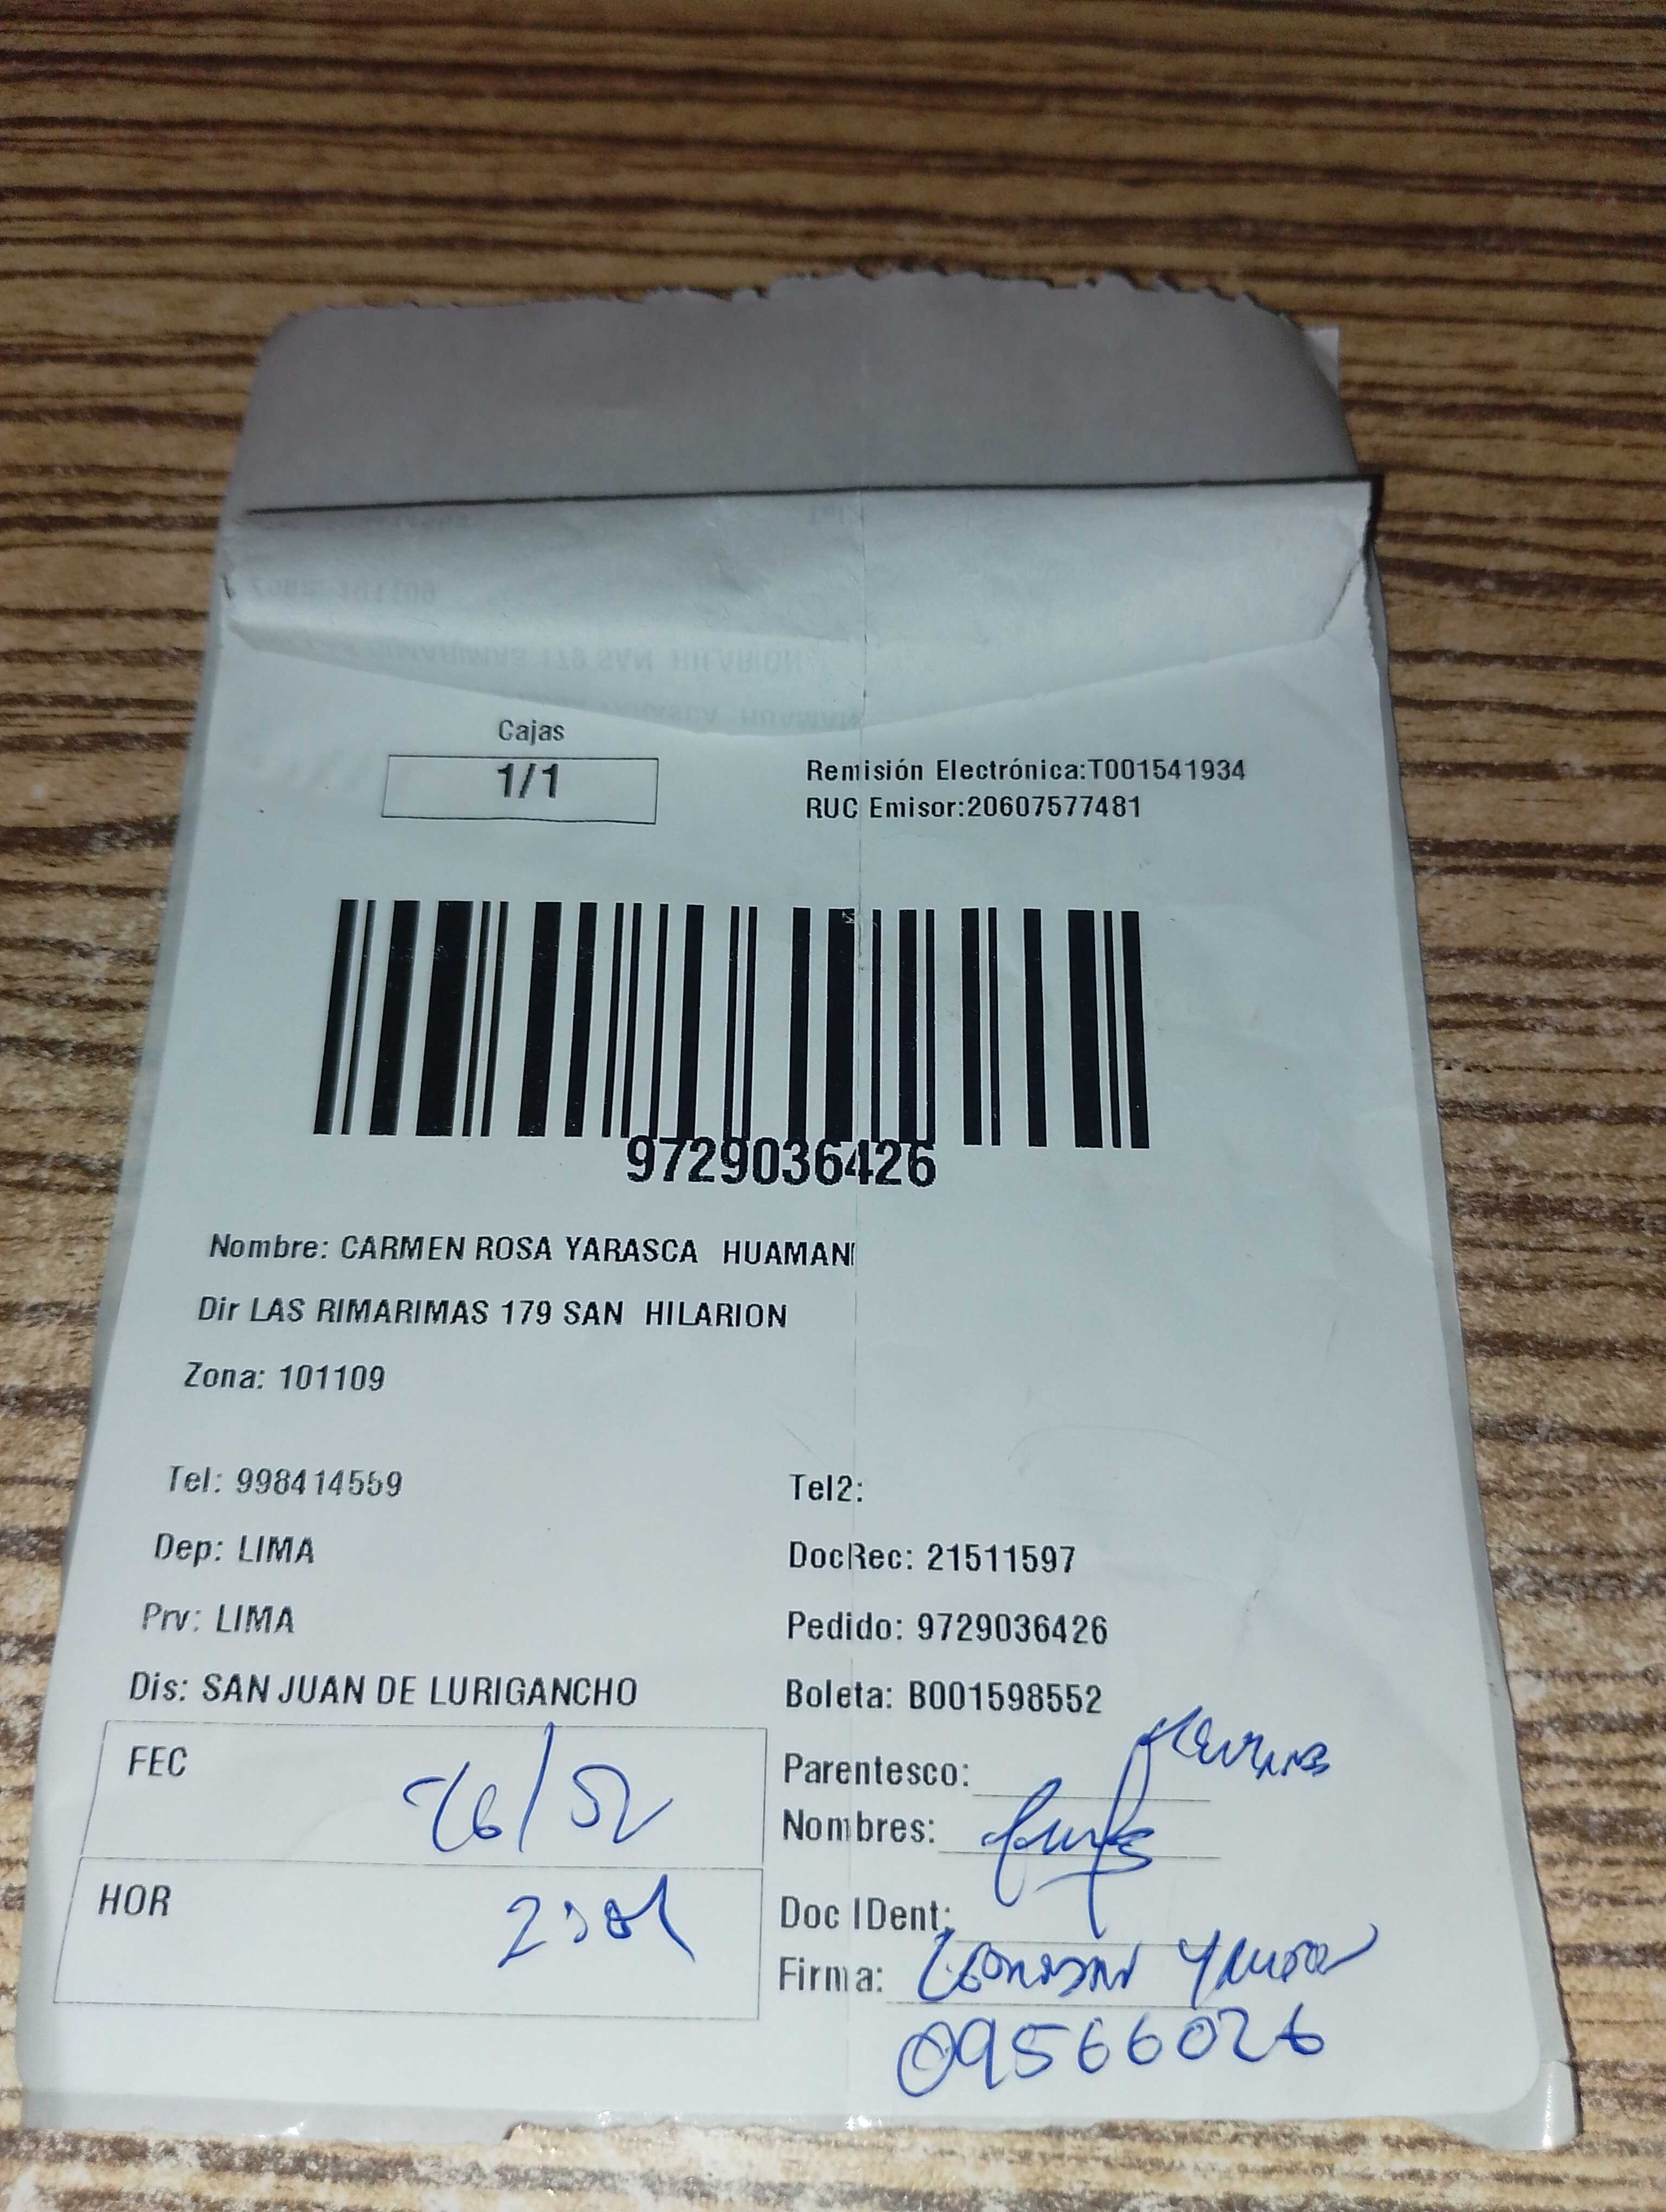 Cajas
1/1
Remisión Electrónica:T001541934
RUC Emisor:20607577481
9729036426
Nombre: CARMEN ROSA YARASCA HUAMAN
Dir LAS RIMARIMAS 179 SAN HILARION
Zona: 101109
Tel: 998414559
Tel2:
Dep: LIMA
DocRec: 21511597
Prv: LIMA
Pedido: 9729036426
Dis: SAN JUAN DE LURIGANCHO
Boleta: B001598552
FEC
Parentesco:
Nombres:
HOR
Doc IDent:
Firma:
09566026